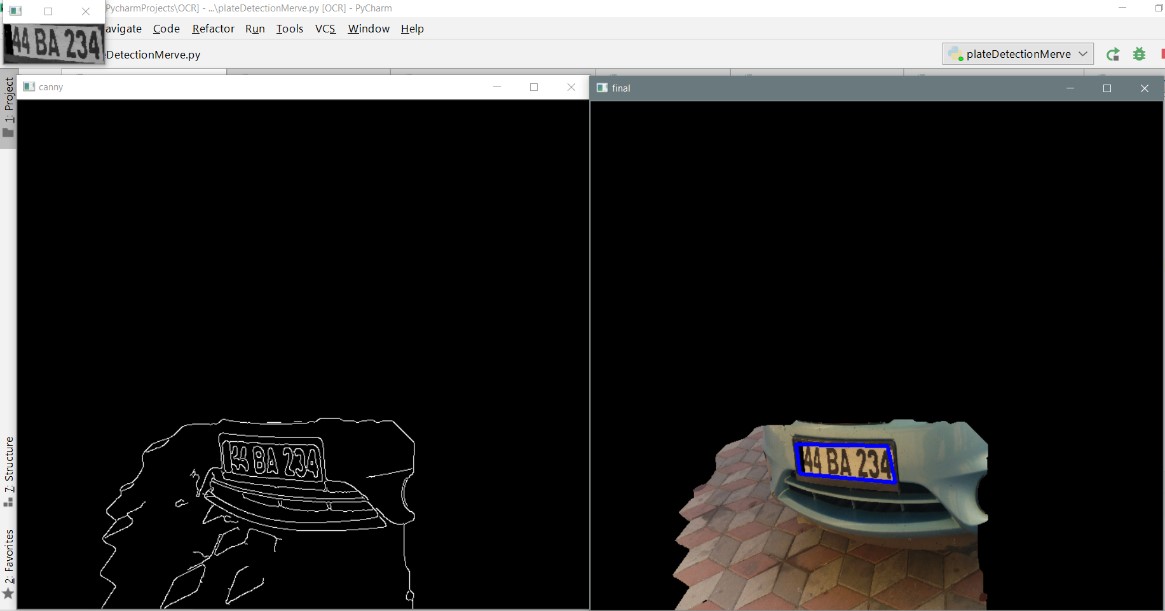 PycharmProjects\OCR] - ...\plateDetectionMerve.py [OCR] - PyCharm
44 BA 234
avigate Code Refactor Run Tools VCS Window Help
DetectionMerve.py
plateDetectionMerve
1: Project
canny
final
44 BA 234
44 BA 234
7: Structure
2: Favorites